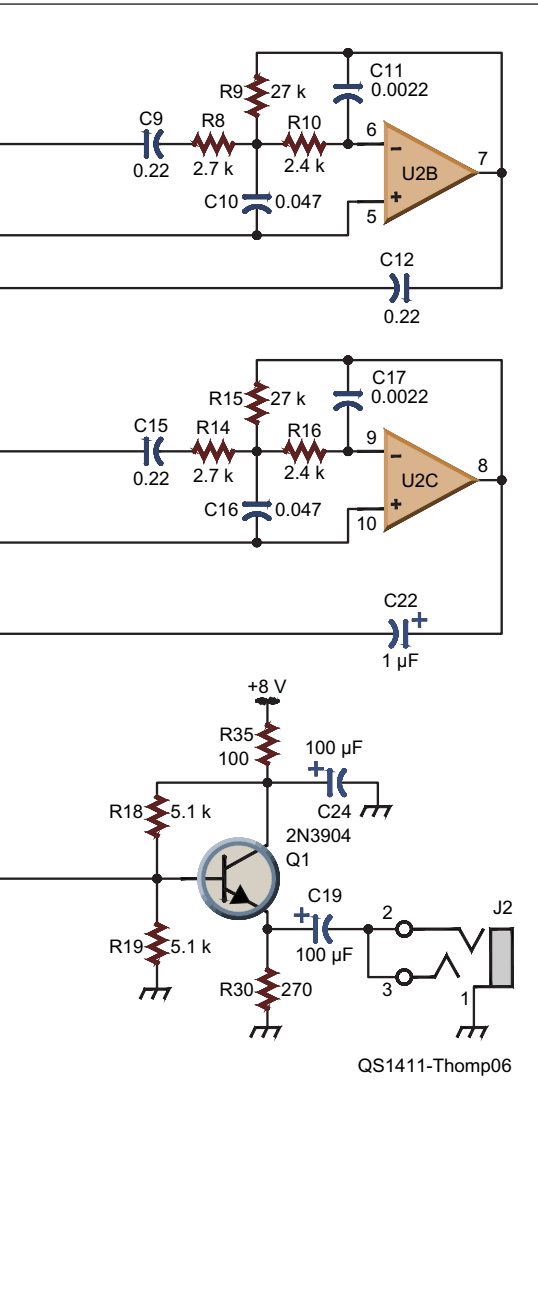 C11
R9 27 k
0.0022
C9
R8
R10
6
7
0.22
2.7 k
2.4 k
U2B
C10 0.047
5
C12
0.22
C17
R15 27 k
0.0022
C15
R14
R16
9
8
0.22
2.7 k
2.4 k
U2C
C16 0.047
10
C22
+
1 µF
+8 V
R35
100
100 µF
+
C24
R18 5.1 k
2N3904
Q1
C19
+
2
J2
R19 5.1 k
100 µF
R30 270
3
1
QS1411-Thomp06